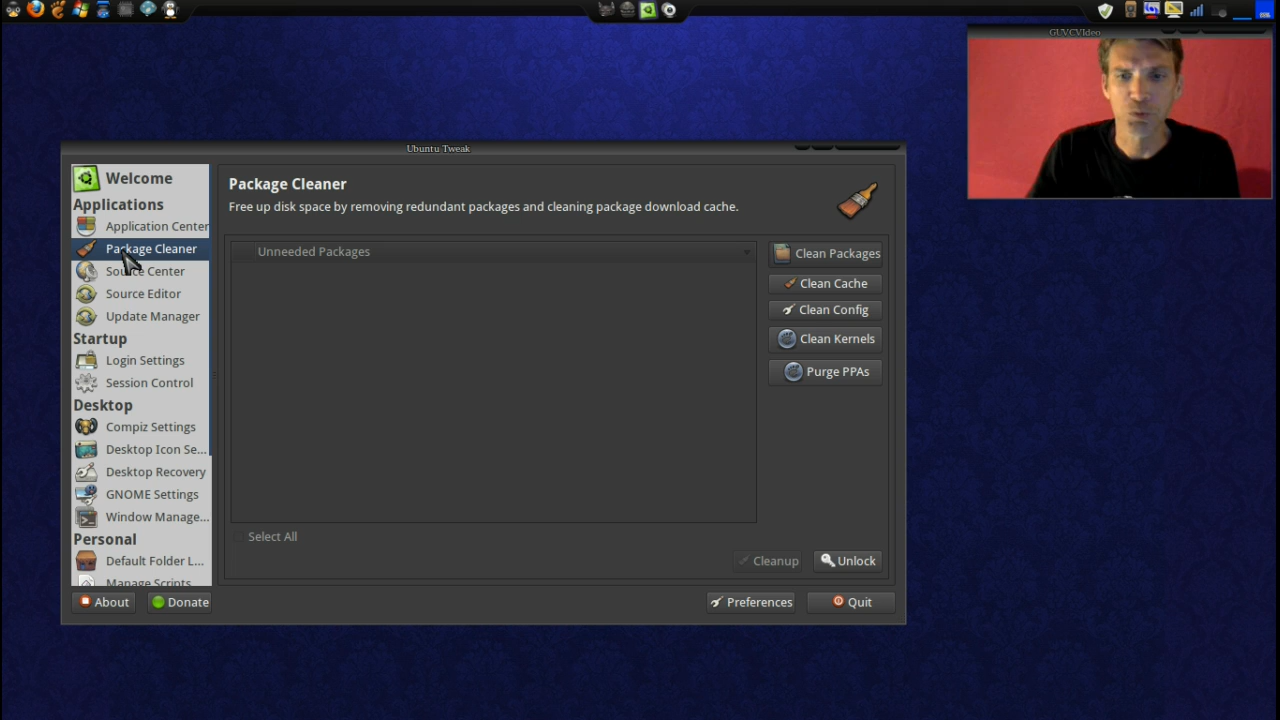 GUVCVIdeo
Ubuntu Tweak
Welcome
Applications
Application Center
Package Cleaner
Source Center
Source Editor
Update Manager
Startup
Login Settings
Session Control
Desktop
Compiz Settings
Desktop Icon Se...
Desktop Recovery
GNOME Settings
Window Manage...
Personal
Default Folder L...
Manage Scripts
About
Donate
Package Cleaner
Free up disk space by removing redundant packages and cleaning package download cache.
Unneeded Packages
Select All
Clean Packages
Clean Cache
Clean Config
Clean Kernels
Purge PPAs
Cleanup
Unlock
Preferences
Quit